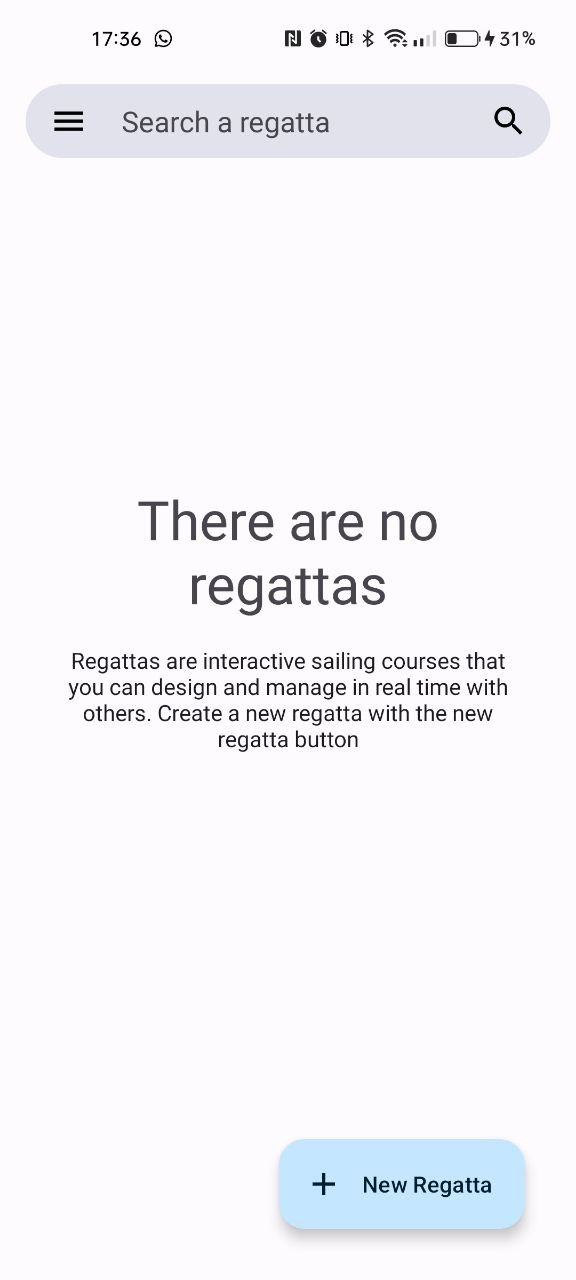 17:36
31%
Search a regatta
There are no
regattas
Regattas are interactive sailing courses that
you can design and manage in real time with
others. Create a new regatta with the new
regatta button
New Regatta